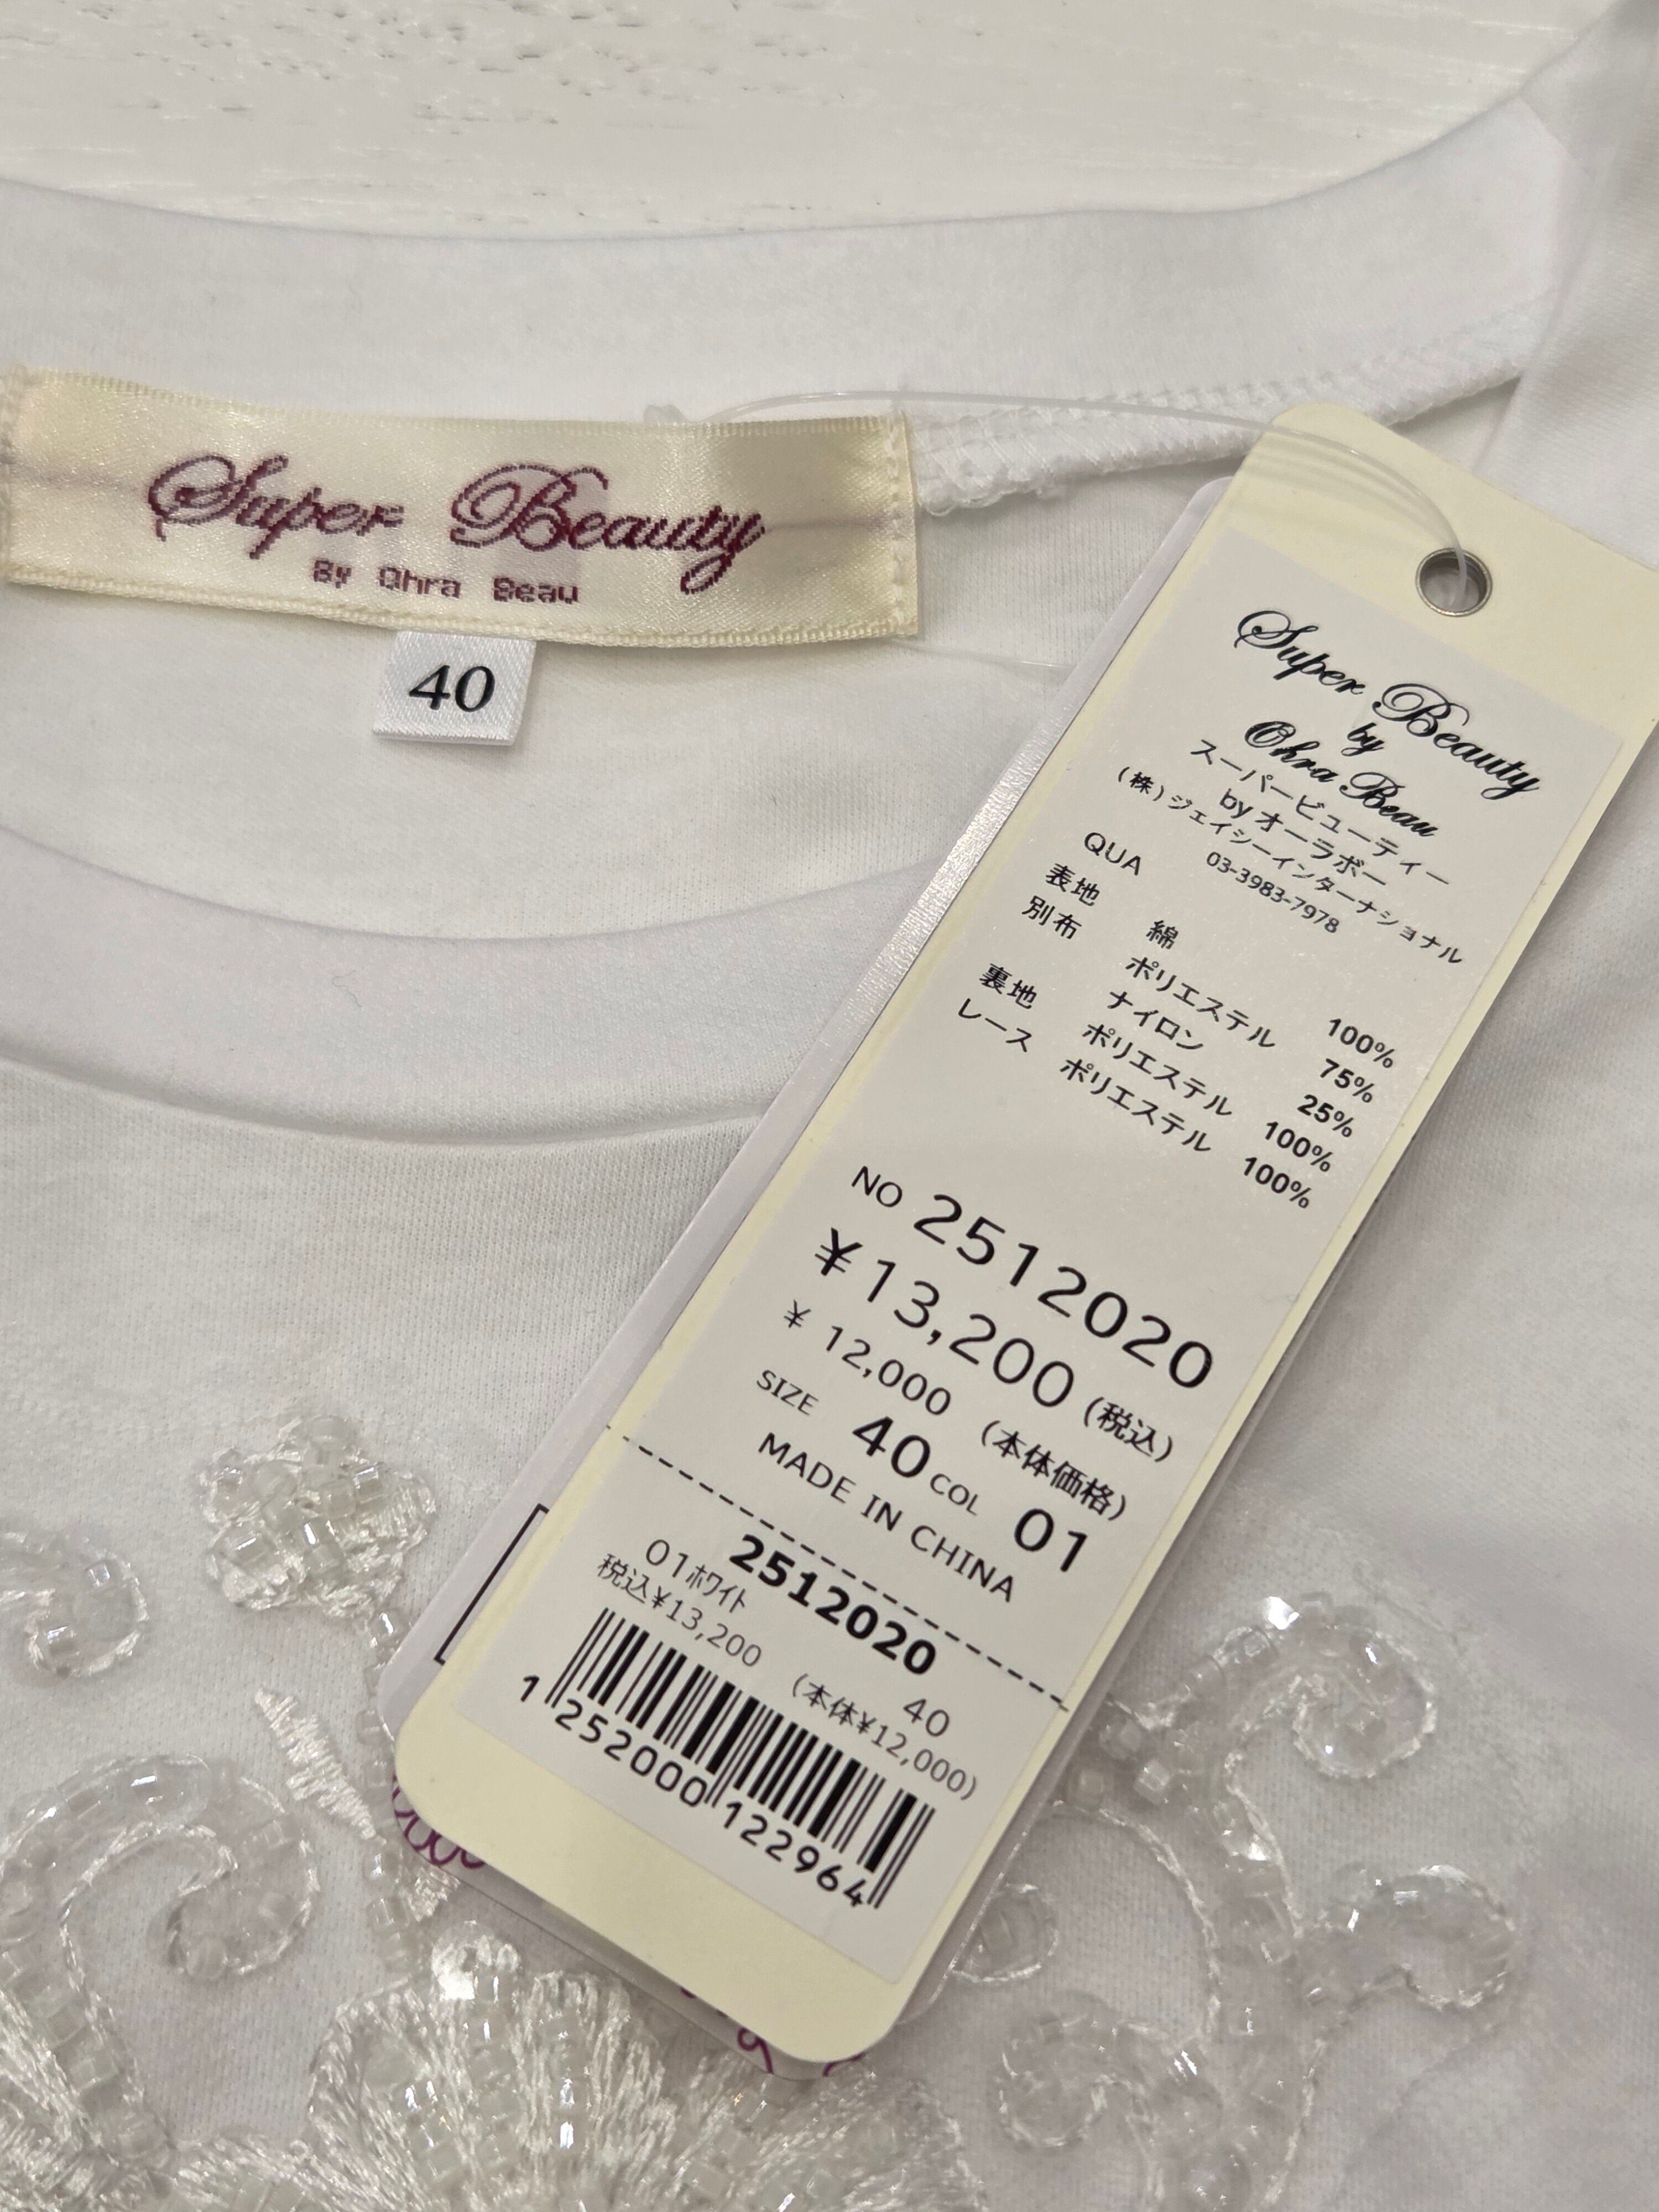 Super Beauty
By Ohra Beau
40
Super Beauty
by
Ohra Beau
スーパービューティー
by オーラボー
(株)ジェイシーインターナショナル
03-3983-7978
QUA
表地 綿 100%
別布 ポリエステル 75%
ナイロン 25%
裏地 ポリエステル 100%
レース ポリエステル 100%
NO 2512020
¥13,200(税込)
¥ 12,000 (本体価格)
SIZE 40 COL 01
MADE IN CHINA
2512020
01ホワイト 40
税込¥13,200 (本体¥12,000)
1 252000 122964